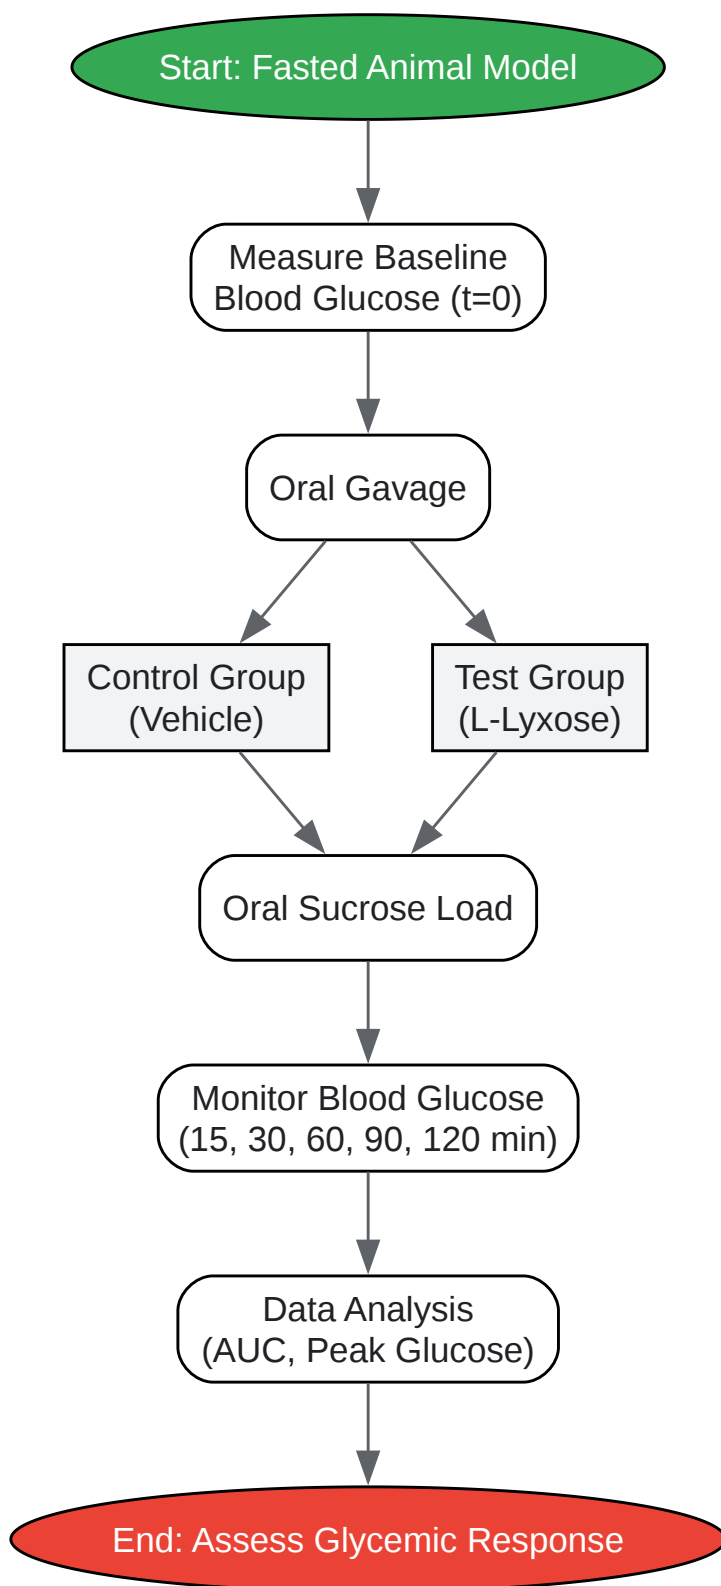 Start: Fasted Animal Model
Measure Baseline
Blood Glucose (t=0)
Oral Gavage
Control Group
(Vehicle)
Test Group
(L-Lyxose)
Oral Sucrose Load
Monitor Blood Glucose
(15, 30, 60, 90, 120 min)
Data Analysis
(AUC, Peak Glucose)
End: Assess Glycemic Response